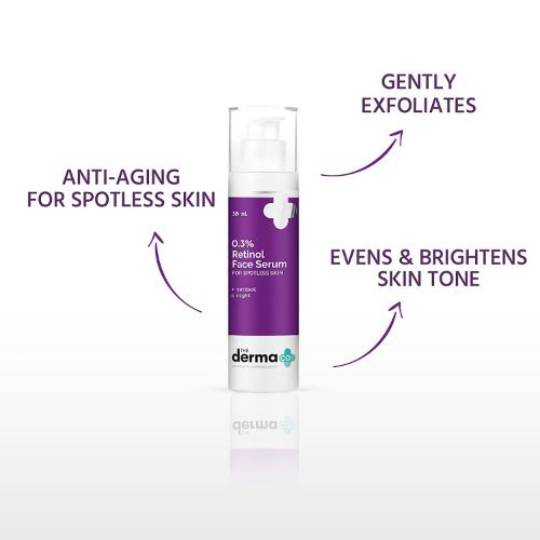 GENTLY
EXFOLIATES
ANTI-AGING
FOR SPOTLESS SKIN
EVENS & BRIGHTENS
SKIN TONE
30 mL
0.3%
Retinol
Face Serum
FOR SPOTLESS SKIN
THE
derma
co